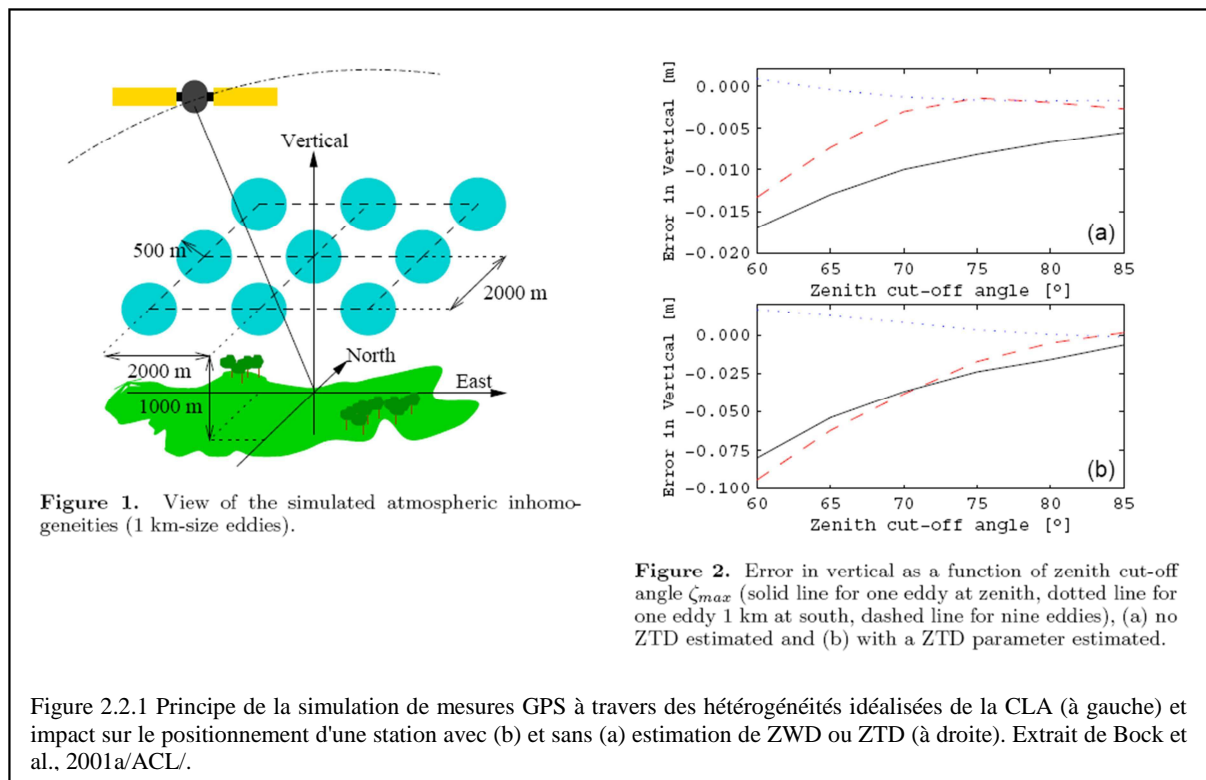 Vertical
500 m
2000 m
North
2000 m
East
1000 m
Figure 1. View of the simulated atmospheric inhomo-
geneities (1 km-size eddies).
Error in Vertical [m]
0.000
-0.005
-0.010
-0.015
-0.020
(a)
60 65 70 75 80 85
Zenith cut-off angle [º]
Error in Vertical [m]
0.000
-0.025
-0.050
-0.075
-0.100
(b)
60 65 70 75 80 85
Zenith cut-off angle [º]
Figure 2. Error in vertical as a function of zenith cut-off
angle ζmax (solid line for one eddy at zenith, dotted line for
one eddy 1 km at south, dashed line for nine eddies), (a) no
ZTD estimated and (b) with a ZTD parameter estimated.
Figure 2.2.1 Principe de la simulation de mesures GPS à travers des hétérogénéités idéalisées de la CLA (à gauche) et
impact sur le positionnement d'une station avec (b) et sans (a) estimation de ZWD ou ZTD (à droite). Extrait de Bock et
al., 2001a/ACL/.